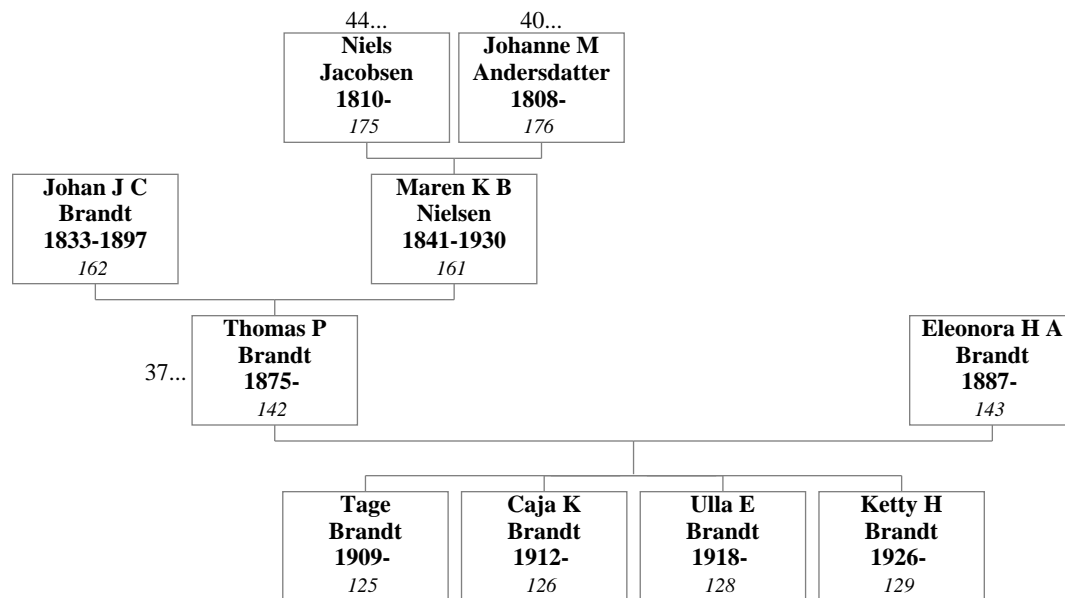 44...
40...
Niels
Jacobsen
1810-
175
Johanne M
Andersdatter
1808-
176
Johan J C
Brandt
1833-1897
162
Maren K B
Nielsen
1841-1930
161
37...
Thomas P
Brandt
1875-
142
Eleonora H A
Brandt
1887-
143
Tage
Brandt
1909-
125
Caja K
Brandt
1912-
126
Ulla E
Brandt
1918-
128
Ketty H
Brandt
1926-
129